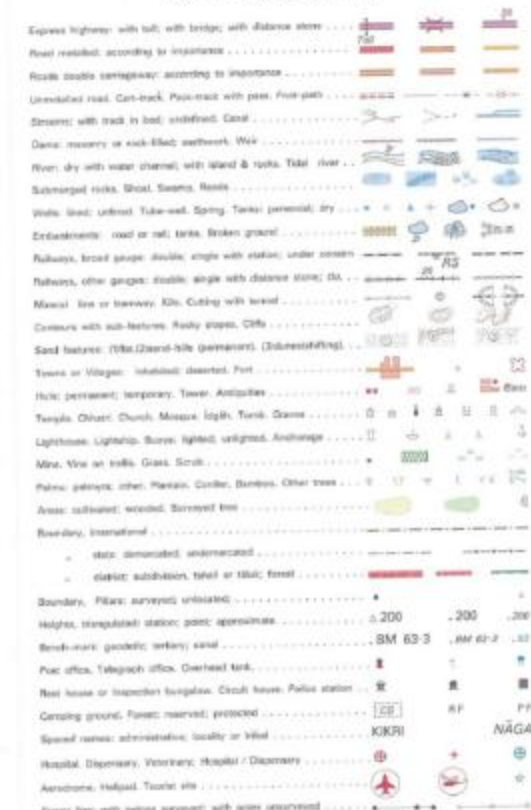 Express highway: with toll; with bridge; with distance stone
Toll
Road metalled: according to importance
Roads double carriageway: according to importance
Unmetalled road. Cart-track. Pack-track with pass. Foot-path
Streams: with track in bed; undefined. Canal
Dams: masonry or rock-filled; earthwork. Weir
River: dry with water channel; with island & rocks. Tidal river
Submerged rocks. Shoal. Swamp. Reeds
Wells: lined; unlined. Tube-well. Spring. Tanks: perennial; dry
Embankments: road or rail; tanks. Broken ground
Railways, broad gauge: double; single with station; under constrn
RS
Railways, other gauges: double; single with distance stone; do.
Mineral line or tramway. Kiln. Cutting with tunnel
Contours with sub-features. Rocky slopes. Cliffs
Sand features:
Towns or Villages: inhabited; deserted. Fort
Huts: permanent; temporary. Tower. Antiquities
Temple. Chhatri. Church. Mosque. Idgah. Tomb. Graves
Lighthouse. Lightship. Buoys: lighted; unlighted. Anchorage
Mine. Vine on trellis. Grass. Scrub
Palms: palmyra; other. Plantain. Conifer. Bamboo. Other trees
Areas: cultivated; wooded. Surveyed tree
Boundary, international
" state: demarcated; undemarcated
" district; subdivision, tahsil or taluk; forest
Boundary, Pillars: surveyed; unlocated;
Heights, triangulated: station; point; approximate 200 .200 .200
Bench-mark: geodetic; tertiary; canal .BM 63·3 .BM 63·3
Post office. Telegraph office. Overhead tank.
Rest house or Inspection bungalow. Circuit house. Police station
Camping ground. Forest: reserved; protected CG RF PF
Spaced names: administrative; locality or tribal KIKRI NĀGA
Hospital. Dispensary. Veterinary: Hospital / Dispensary
Aerodrome. Helipad. Tourist site